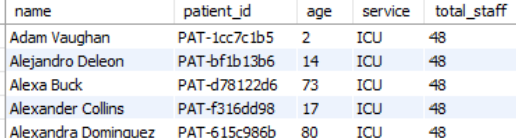 name patient_id age service total_staff
Adam Vaughan PAT-1cc7c1b5 2 ICU 48
Alejandro Deleon PAT-bf1b13b6 14 ICU 48
Alexa Buck PAT-d78122d6 73 ICU 48
Alexander Collins PAT-f316dd98 17 ICU 48
Alexandra Dominguez PAT-615c986b 80 ICU 48